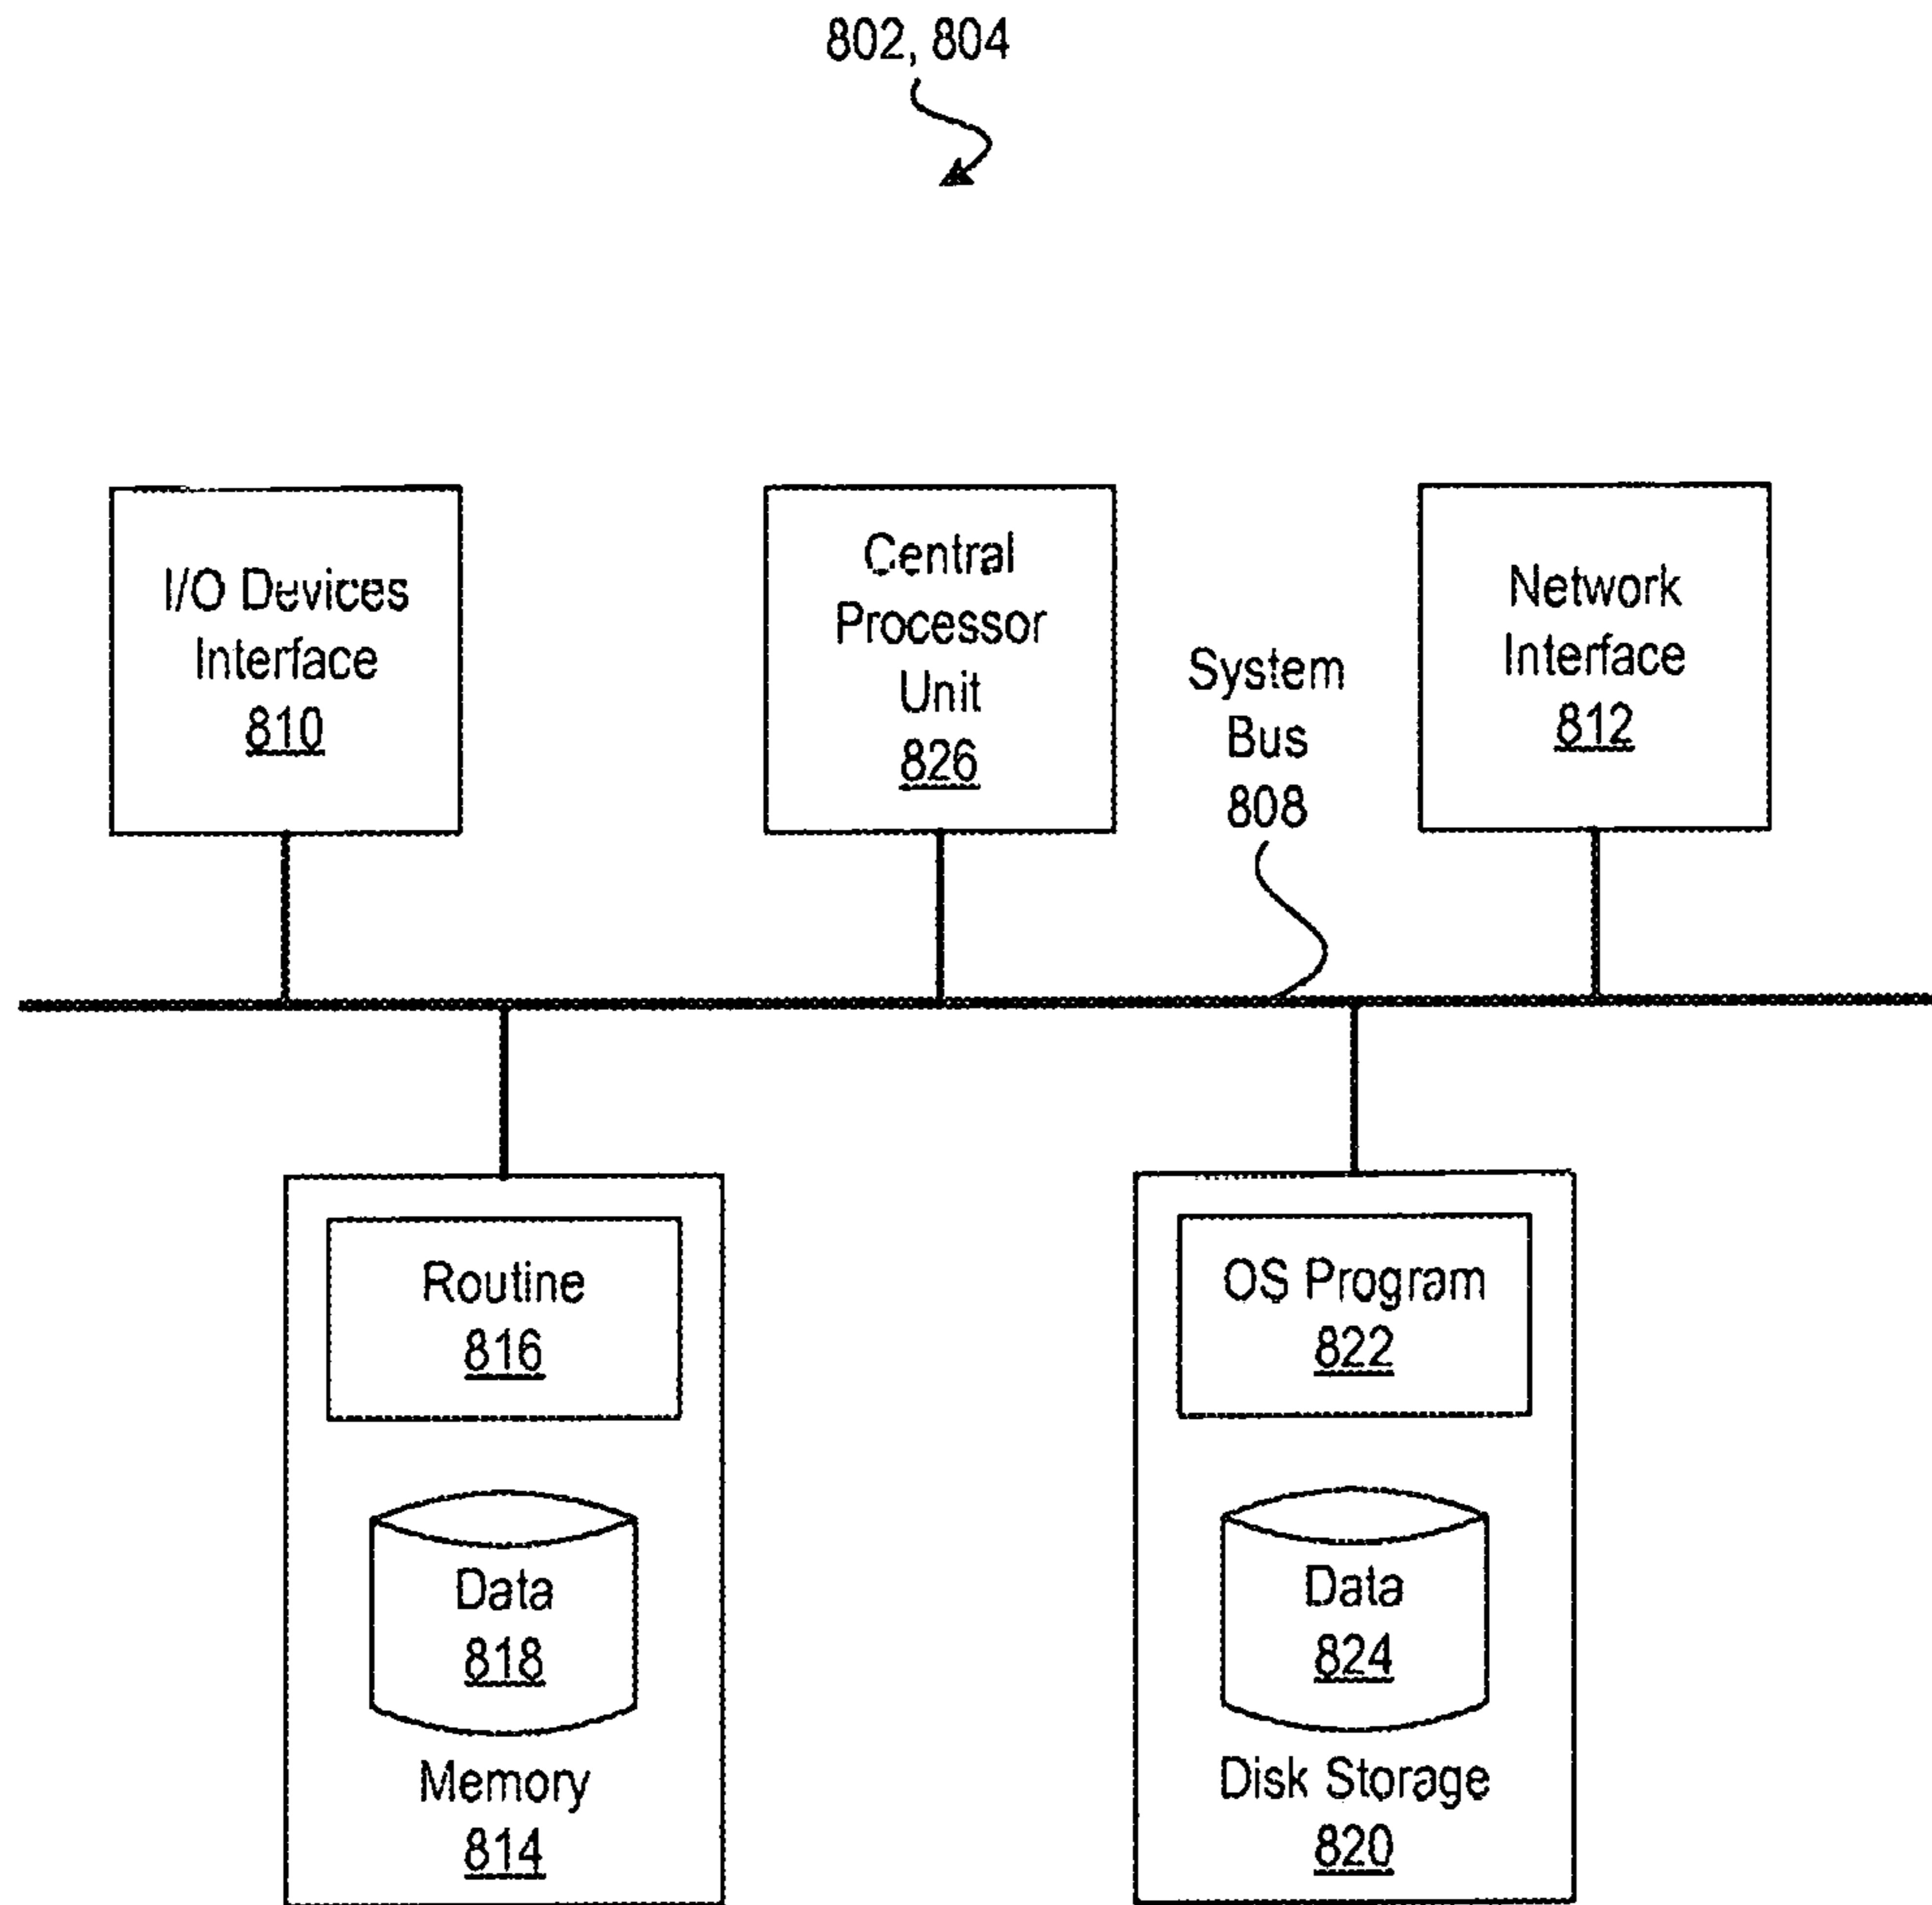 802, 804
I/O Devices
Interface
810
Central
Processor
Unit
826
System
Bus
808
Network
Interface
812
Routine
816
Data
818
Memory
814
OS Program
822
Data
824
Disk Storage
820